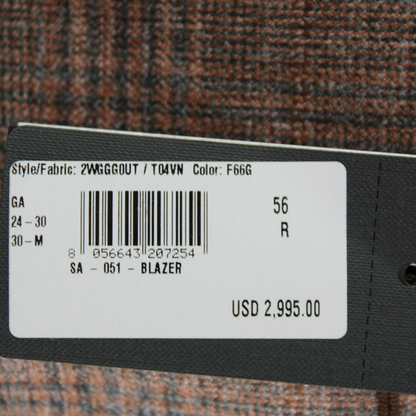 Style/Fabric: 2WGGG0UT / T04VN Color: F66G
GA
24-30
30-M
56
R
8 056643 207254
SA - 051 - BLAZER
USD 2,995.00